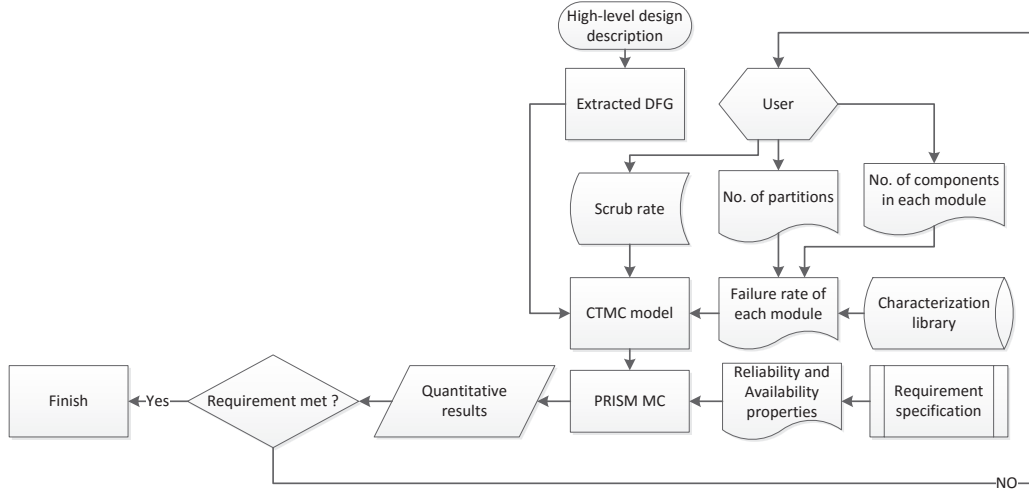 High-level design
description
Extracted DFG
User
Scrub rate
No. of partitions
No. of components
in each module
CTMC model
Failure rate of
each module
Characterization
library
Finish
Yes
Requirement met ?
Quantitative
results
PRISM MC
Reliability and
Availability
properties
Requirement
specification
NO